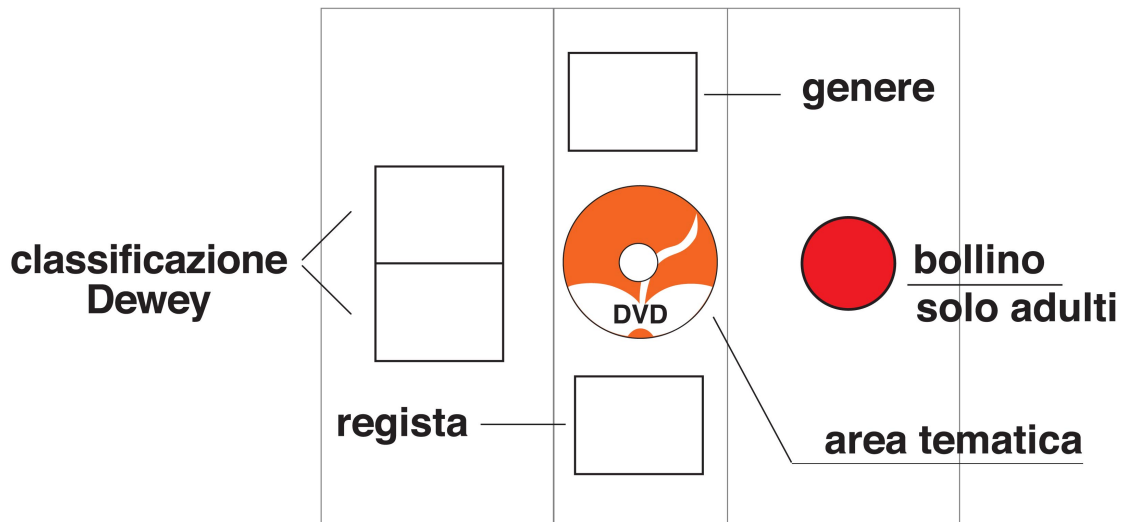 genere
classificazione
Dewey
DVD
bollino
solo adulti
regista
area tematica